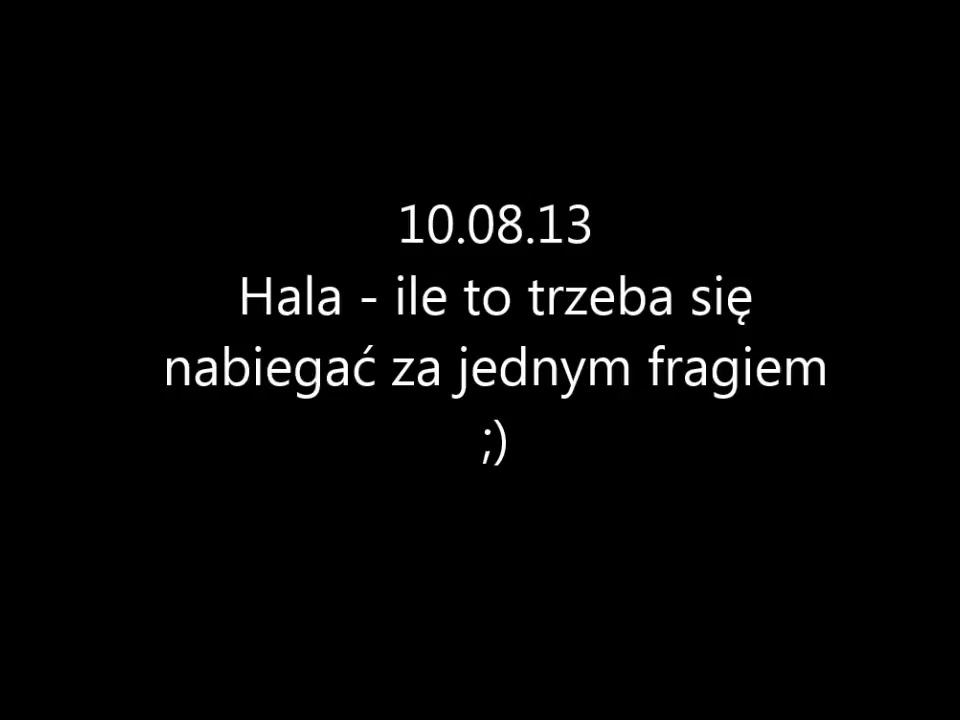 10.08.13
Hala - ile to trzeba się
nabiegać za jednym fragiem
;)